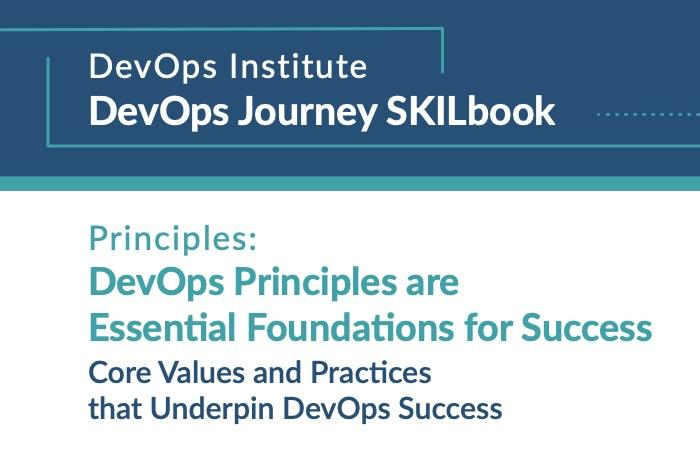 DevOps Institute
DevOps Journey SKILbook
Principles:
DevOps Principles are
Essential Foundations for Success
Core Values and Practices
that Underpin DevOps Success